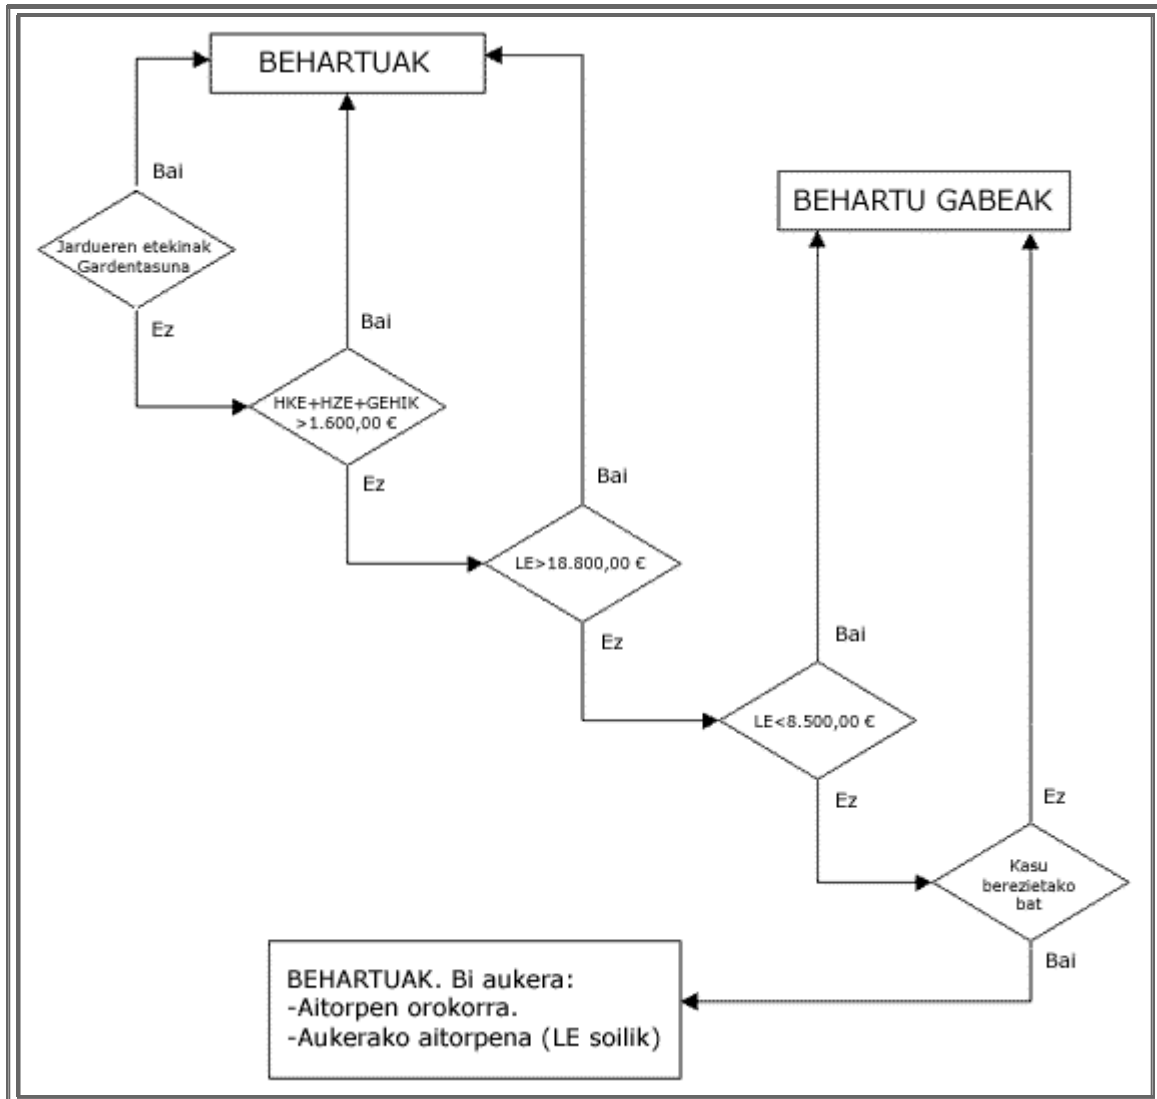 BEHARTUAK
Bai
BEHARTU GABEAK
Jardueren etekinak
Gardentasuna
Ez
Bai
HKE+HZE+GEHIK
>1.600,00 €
Ez
Bai
LE>18.800,00 €
Ez
Bai
LE<8.500,00 €
Ez
Ez
Kasu
berezietako
bat
Bai
BEHARTUAK. Bi aukera:
-Aitorpen orokorra.
-Aukerako aitorpena (LE soilik)